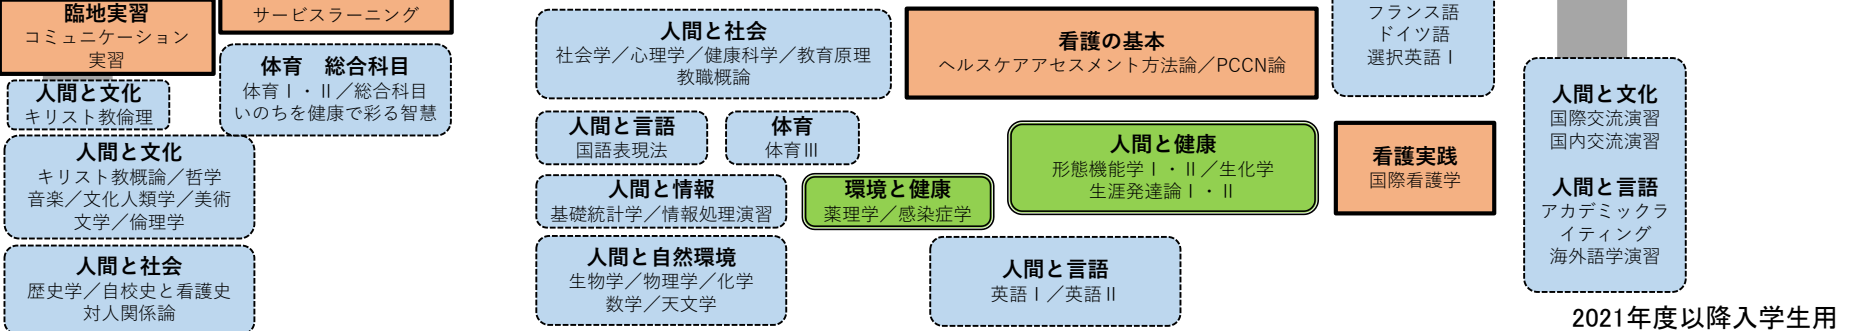 臨地実習
コミュニケーション
実習
サービスラーニング
体育　総合科目
体育Ⅰ・Ⅱ／総合科目
いのちを健康で彩る智慧
人間と文化
キリスト教倫理
人間と文化
キリスト教概論／哲学
音楽／文化人類学／美術
文学／倫理学
人間と社会
歴史学／自校史と看護史
対人関係論
人間と社会
社会学／心理学／健康科学／教育原理
教職概論
看護の基本
ヘルスケアアセスメント方法論／PCCN論
フランス語
ドイツ語
選択英語Ⅰ
人間と言語
国語表現法
体育
体育Ⅲ
人間と健康
形態機能学Ⅰ・Ⅱ／生化学
生涯発達論Ⅰ・Ⅱ
看護実践
国際看護学
人間と情報
基礎統計学／情報処理演習
環境と健康
薬理学／感染症学
人間と自然環境
生物学／物理学／化学
数学／天文学
人間と言語
英語Ⅰ／英語Ⅱ
人間と文化
国際交流演習
国内交流演習
人間と言語
アカデミックラ
イティング
海外語学演習
2021年度以降入学生用